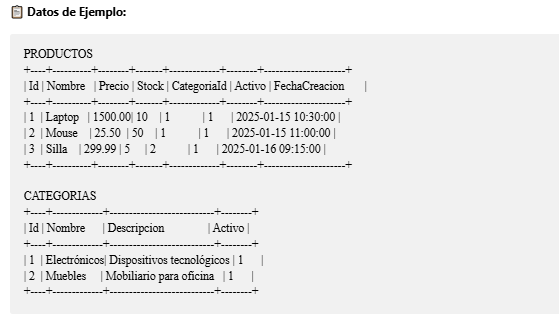 📋 Datos de Ejemplo:
PRODUCTOS
+----+----------+--------+-------+-------------+--------+---------------------+
| Id | Nombre | Precio | Stock | CategoriaId | Activo | FechaCreacion |
+----+----------+--------+-------+-------------+--------+---------------------+
| 1 | Laptop | 1500.00| 10 | 1 | 1 | 2025-01-15 10:30:00 |
| 2 | Mouse | 25.50 | 50 | 1 | 1 | 2025-01-15 11:00:00 |
| 3 | Silla | 299.99 | 5 | 2 | 1 | 2025-01-16 09:15:00 |
+----+----------+--------+-------+-------------+--------+---------------------+
CATEGORIAS
+----+-------------+---------------------------+--------+
| Id | Nombre | Descripcion | Activo |
+----+-------------+---------------------------+--------+
| 1 | Electrónicos| Dispositivos tecnológicos | 1 |
| 2 | Muebles | Mobiliario para oficina | 1 |
+----+-------------+---------------------------+--------+